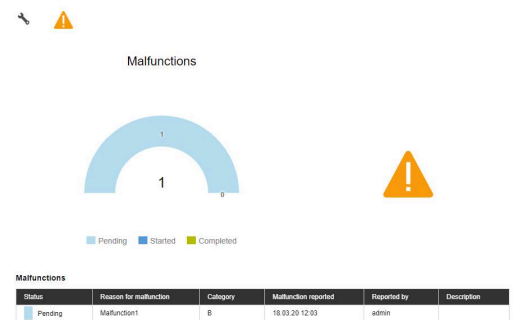 Malfunctions
1
1
0
Pending Started Completed
Malfunctions
Status Reason for malfunction Category Malfunction reported Reported by Description
Pending Malfunction1 B 18.03.20 12:03 admin